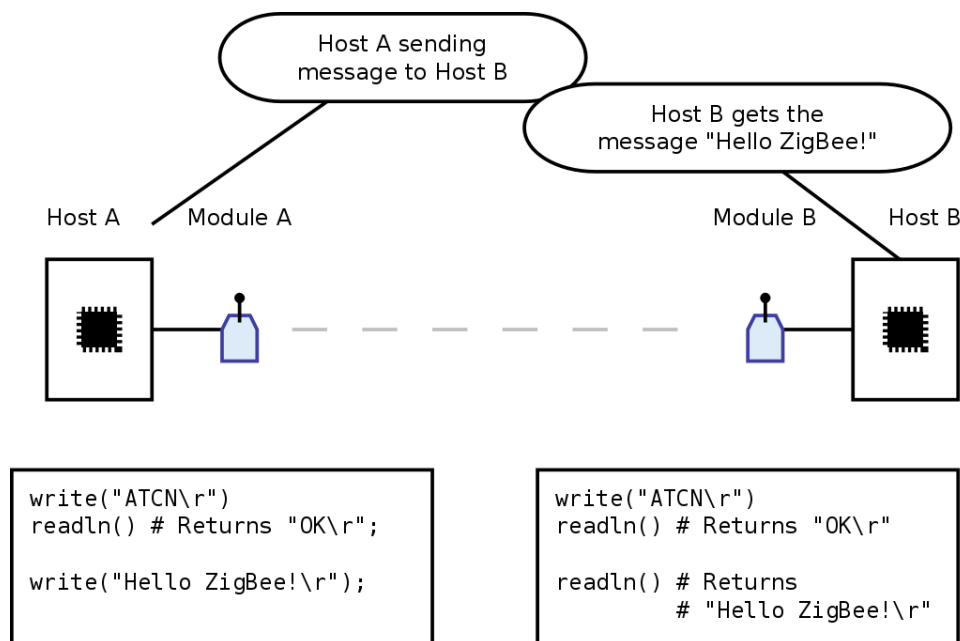 Host A sending
message to Host B
Host B gets the
message "Hello ZigBee!"
Host A
Module A
Module B
Host B
write("ATCN\r")
readln() # Returns "OK\r";
write("Hello ZigBee!\r");
write("ATCN\r")
readln() # Returns "OK\r"
readln() # Returns
# "Hello ZigBee!\r"